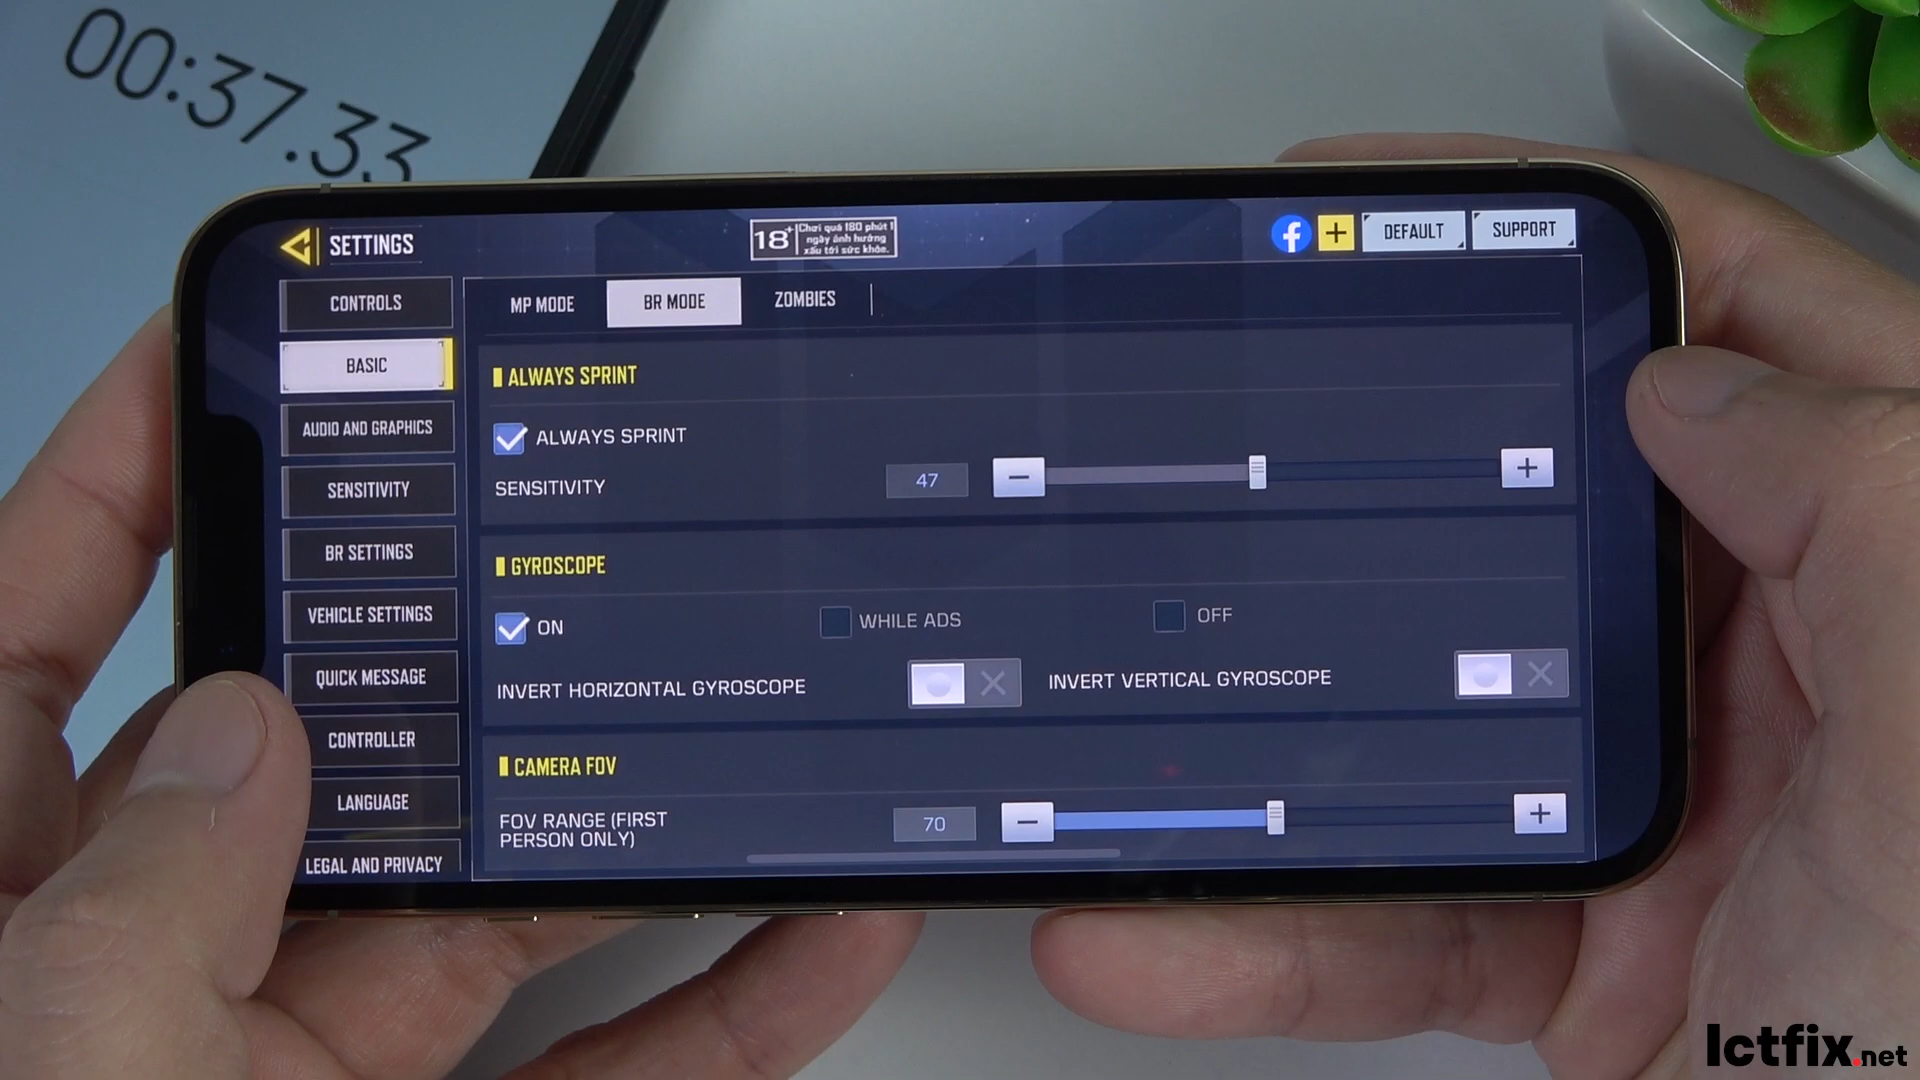 00:37.33
SETTINGS
18+
Chơi quá 180 phút 1
ngày ảnh hưởng
xấu tới sức khỏe.
DEFAULT
SUPPORT
CONTROLS
BASIC
AUDIO AND GRAPHICS
SENSITIVITY
BR SETTINGS
VEHICLE SETTINGS
QUICK MESSAGE
CONTROLLER
LANGUAGE
LEGAL AND PRIVACY
MP MODE
BR MODE
ZOMBIES
ALWAYS SPRINT
ALWAYS SPRINT
SENSITIVITY
47
GYROSCOPE
ON
WHILE ADS
OFF
INVERT HORIZONTAL GYROSCOPE
INVERT VERTICAL GYROSCOPE
CAMERA FOV
FOV RANGE (FIRST
PERSON ONLY)
70
Ictfix.net